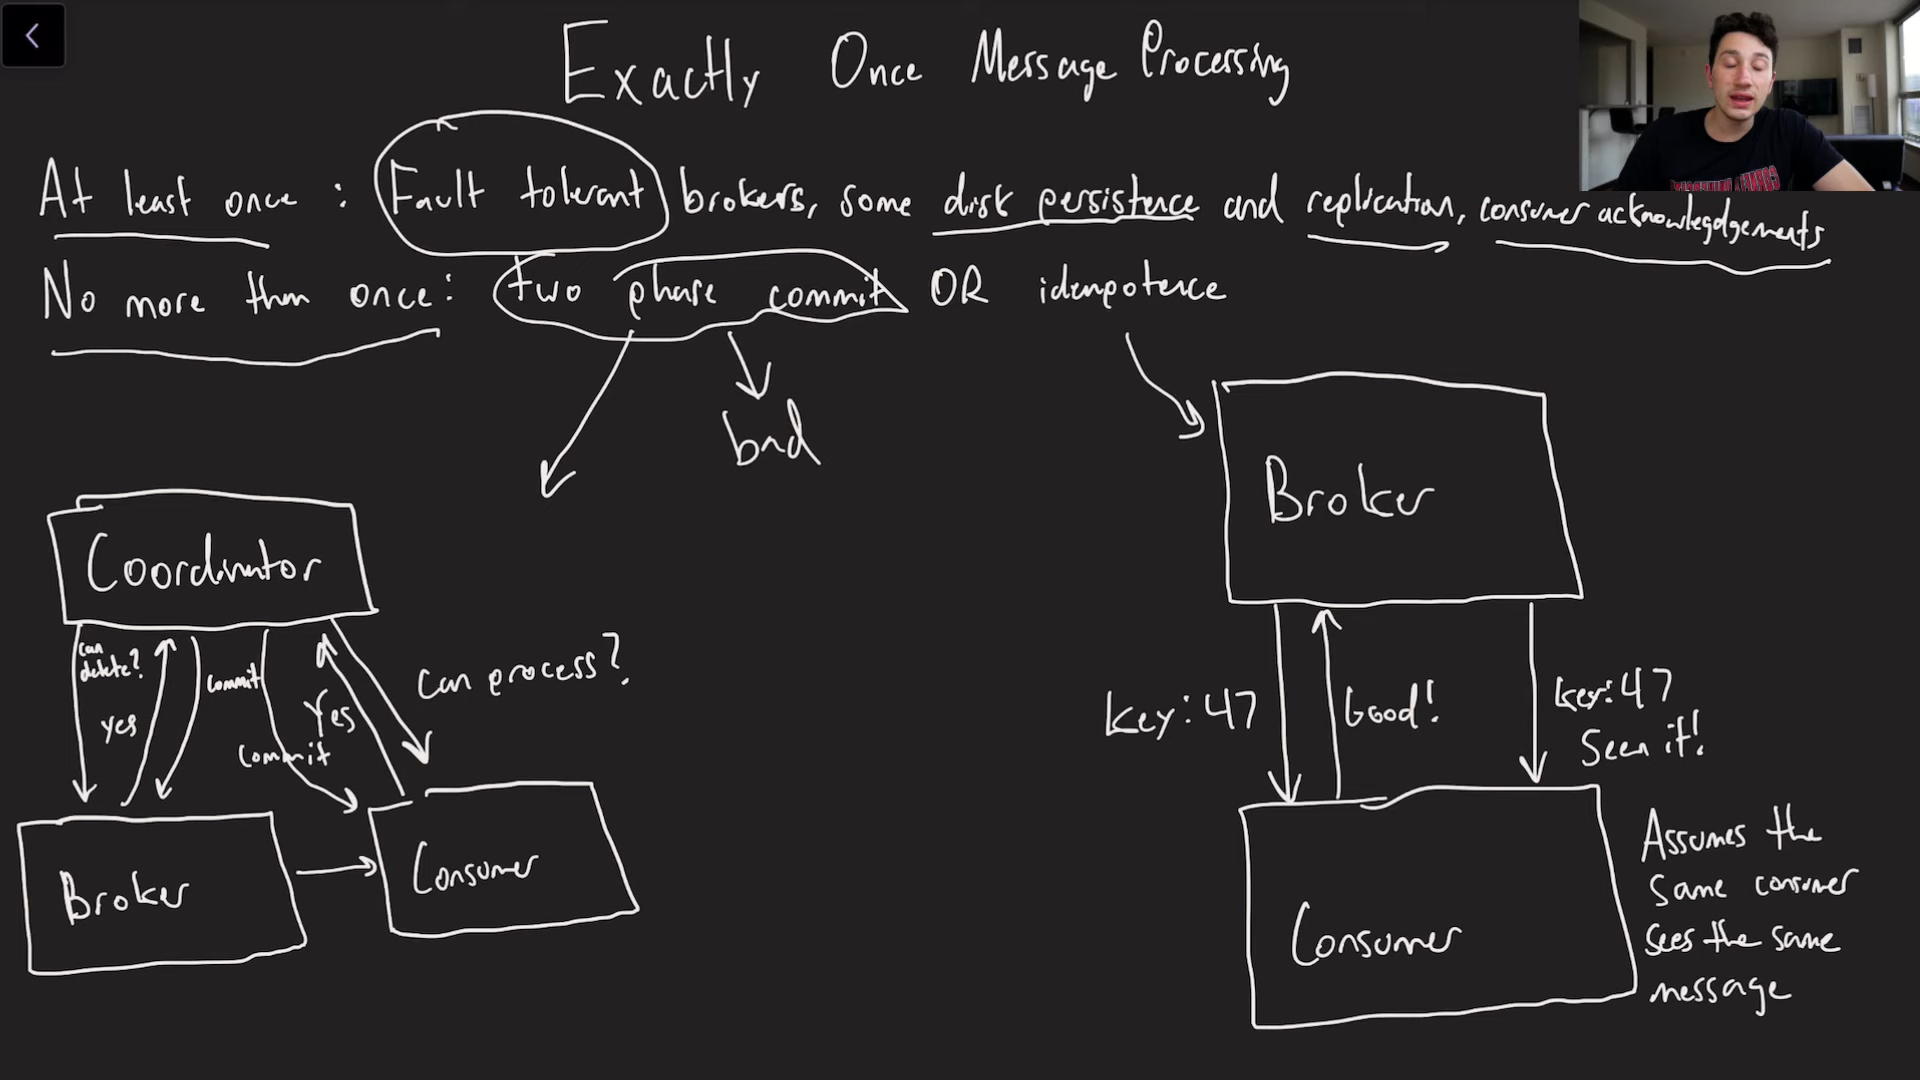 Exactly Once Message Processing
At least once: Fault tolerant brokers, some disk persistence and replication, consumer acknowlegdgements
No more than once: two phase commit OR idempotence
bad
Coordinator
can
delete?
yes
commit
commit
Yes
can process?
Broker
Consumer
Broker
key: 47
Good!
key: 47
Seen it!
Consumer
Assumes the
same consumer
sees the same
message